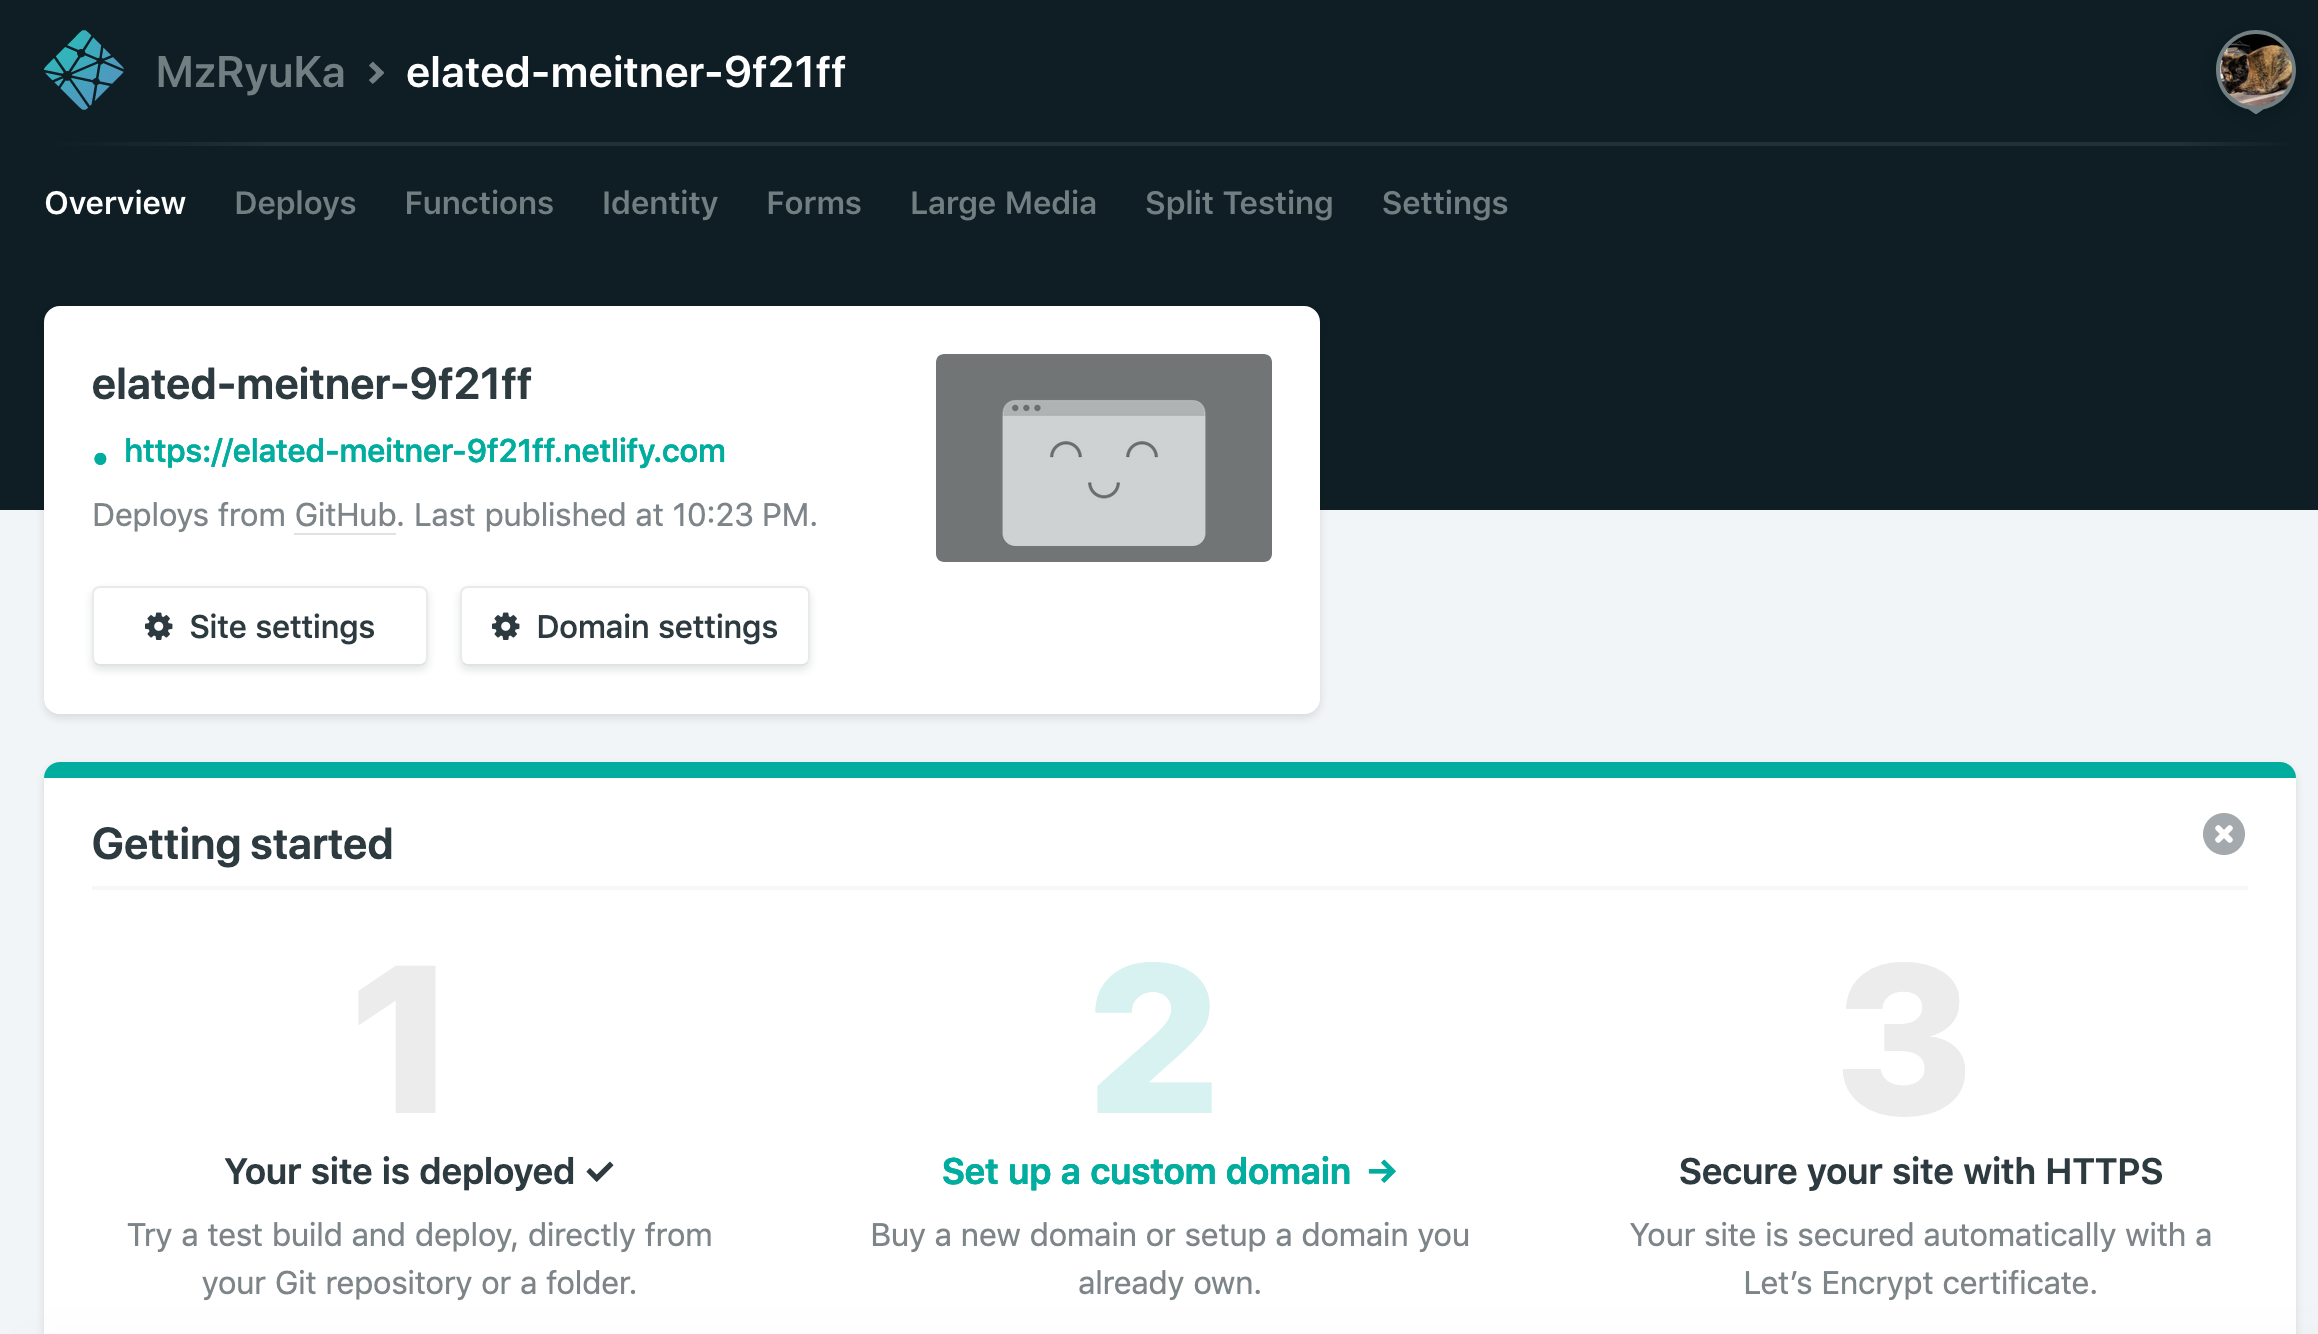 MzRyuKa > elated-meitner-9f21ff
Overview Deploys Functions Identity Forms Large Media Split Testing Settings
elated-meitner-9f21ff
https://elated-meitner-9f21ff.netlify.com
Deploys from GitHub. Last published at 10:23 PM.
Site settings Domain settings
Getting started
1
Your site is deployed ✓
Try a test build and deploy, directly from
your Git repository or a folder.
2
Set up a custom domain →
Buy a new domain or setup a domain you
already own.
3
Secure your site with HTTPS
Your site is secured automatically with a
Let’s Encrypt certificate.